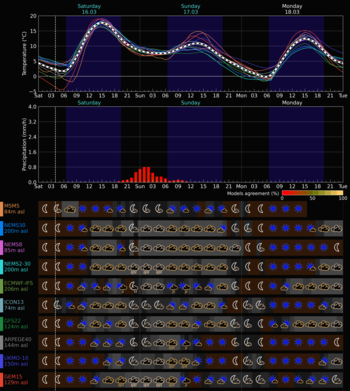 Saturday
16.03
Sunday
17.03
Monday
18.03
Temperature (°C)
20
15
10
5
0
−5
Sat 03 06 09 12 15 18 21 Sun 03 06 09 12 15 18 21 Mon 03 06 09 12 15 18 21 Tue
Saturday Sunday Monday
Precipitation (mm/h)
4.0
3.2
2.4
1.6
0.8
0.0
Sat 03 06 09 12 15 18 21 Sun 03 06 09 12 15 18 21 Mon 03 06 09 12 15 18 21 Tue
Models agreement (%)
0 50 100
MSM5
84m asl
NEMS30
200m asl
NEMS8
85m asl
NEMS2-30
200m asl
ECMWF-IFS
206m asl
ICON13
74m asl
GFS22
124m asl
ARPEGE40
144m asl
UKMO-10
150m asl
GEM15
129m asl